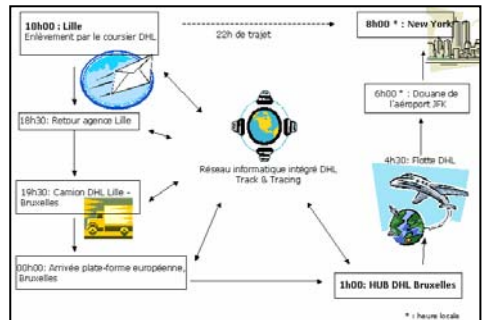 18h00 : Lille
Enlèvement par le coursier DHL
22h de trajet
8h00 * : New York
6h00 * : Douane de
l'aéroport JFK
18h30: Retour agence Lille
Réseau informatique intégré DHL
Track & Tracing
4h30: Flotte DHL
19h30: Camion DHL Lille -
Bruxelles
00h00: Arrivée plate-forme européenne,
Bruxelles
1h00: HUB DHL Bruxelles
* : heure locale